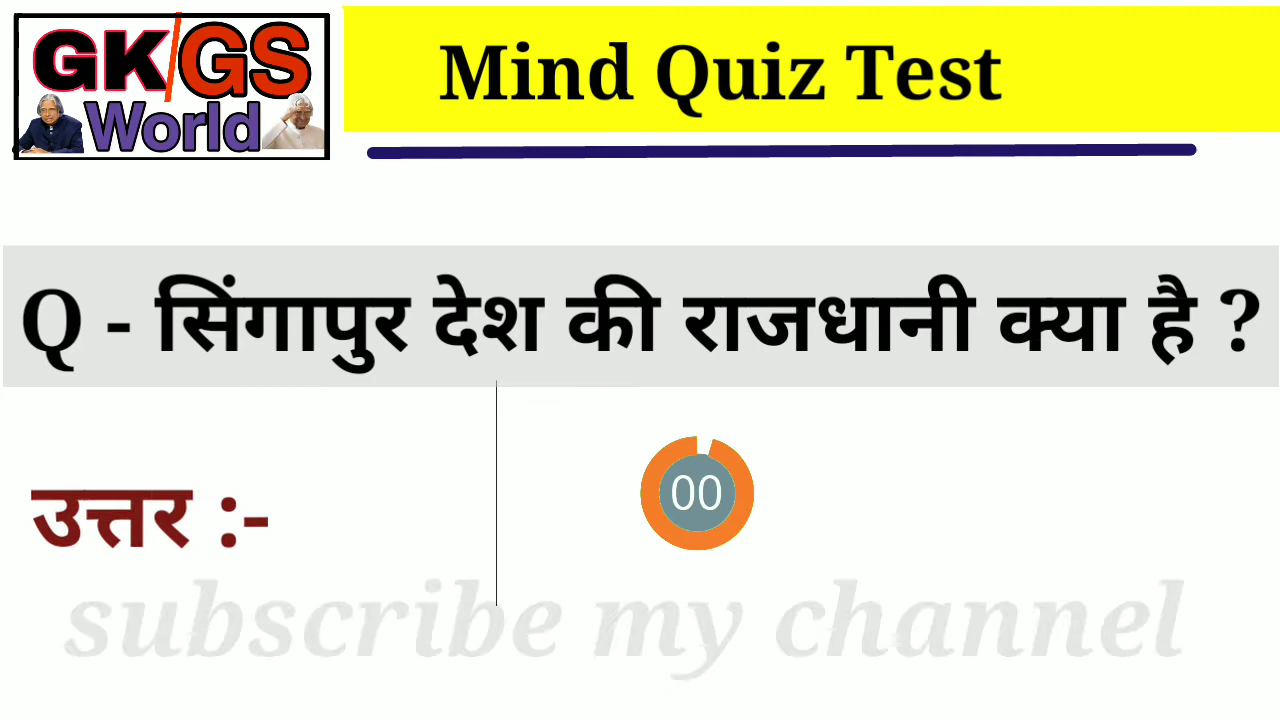 GK/GS
World
Mind Quiz Test
Q - सिंगापुर देश की राजधानी क्या है ?
उत्तर :-
00
subscribe my channel